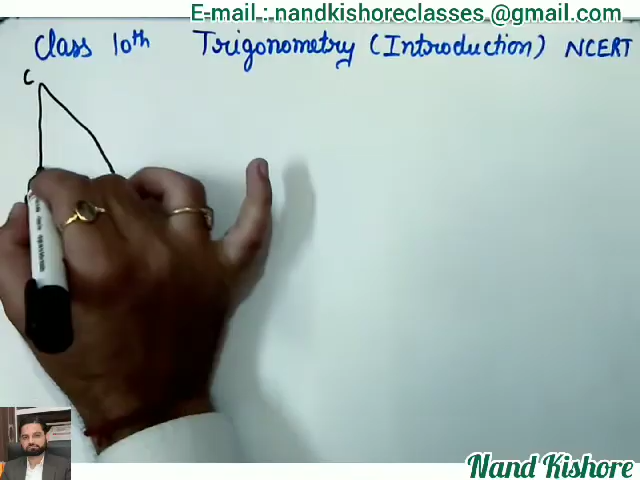 E-mail : nandkishoreclasses @gmail.com
Class 10th Trigonometry (Introduction) NCERT
C
Nand Kishore